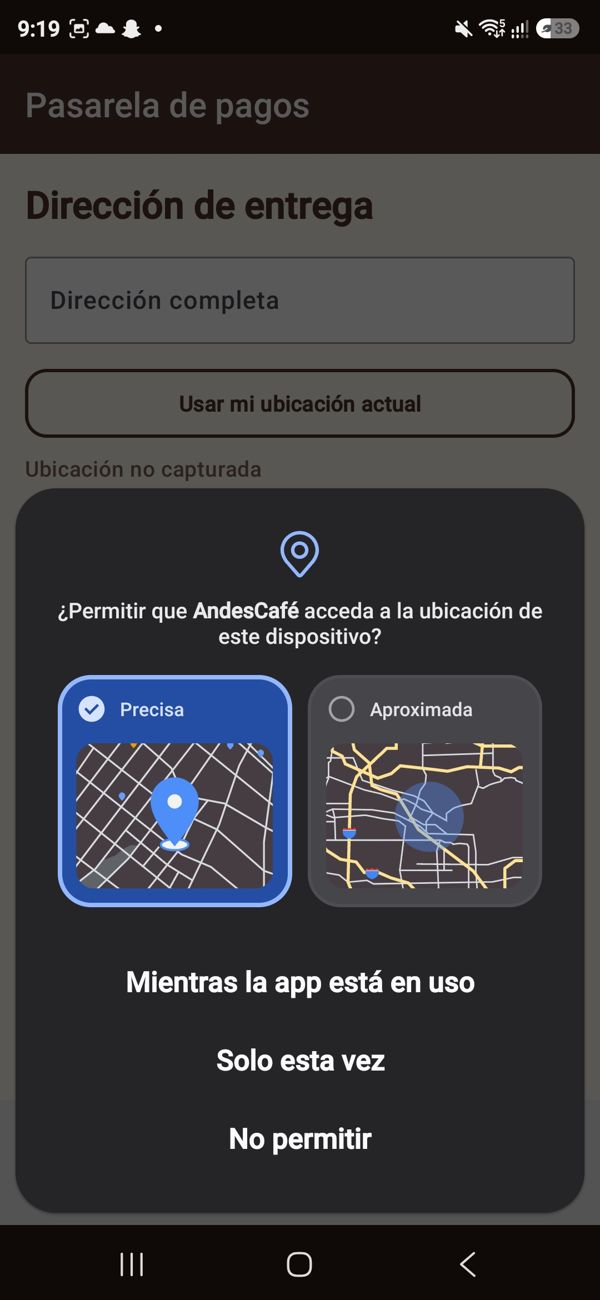 9:19
33
Pasarela de pagos
Dirección de entrega
Dirección completa
Usar mi ubicación actual
Ubicación no capturada
¿Permitir que AndesCafé acceda a la ubicación de
este dispositivo?
Precisa
Aproximada
Mientras la app está en uso
Solo esta vez
No permitir